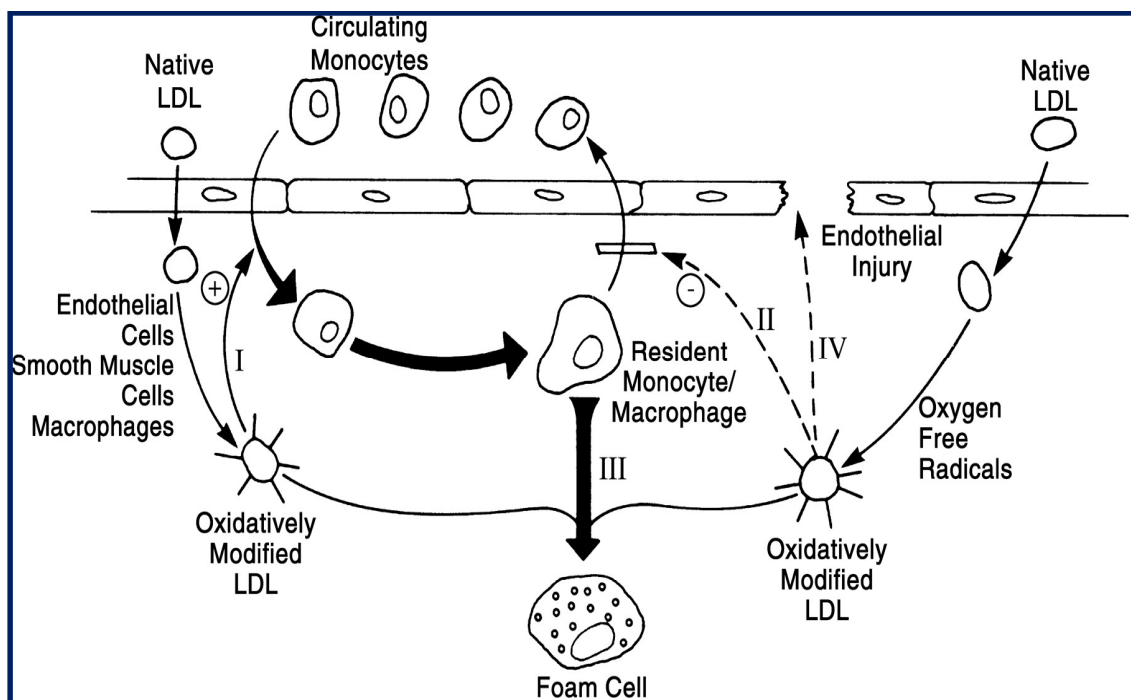 Circulating
Monocytes
Native
LDL
Native
LDL
Endothelial
Injury
+
-
Endothelial
Cells
Smooth Muscle
Cells
Macrophages
I
II
IV
Resident
Monocyte/
Macrophage
Oxygen
Free
Radicals
III
Oxidatively
Modified
LDL
Oxidatively
Modified
LDL
Foam Cell